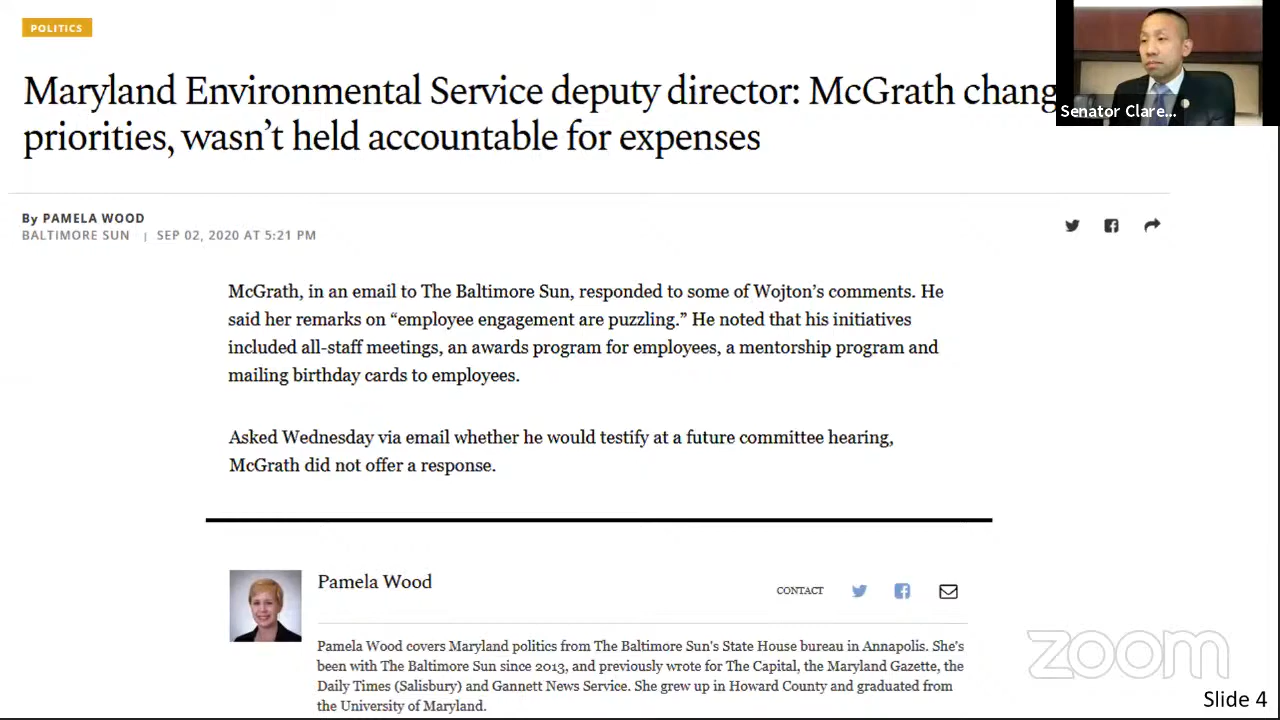 POLITICS
Maryland Environmental Service deputy director: McGrath chang
priorities, wasn’t held accountable for expenses
Senator Clare...
By PAMELA WOOD
BALTIMORE SUN | SEP 02, 2020 AT 5:21 PM
McGrath, in an email to The Baltimore Sun, responded to some of Wojton’s comments. He
said her remarks on “employee engagement are puzzling.” He noted that his initiatives
included all-staff meetings, an awards program for employees, a mentorship program and
mailing birthday cards to employees.
Asked Wednesday via email whether he would testify at a future committee hearing,
McGrath did not offer a response.
Pamela Wood
CONTACT
Pamela Wood covers Maryland politics from The Baltimore Sun's State House bureau in Annapolis. She's
been with The Baltimore Sun since 2013, and previously wrote for The Capital, the Maryland Gazette, the
Daily Times (Salisbury) and Gannett News Service. She grew up in Howard County and graduated from
the University of Maryland.
zoom
Slide 4